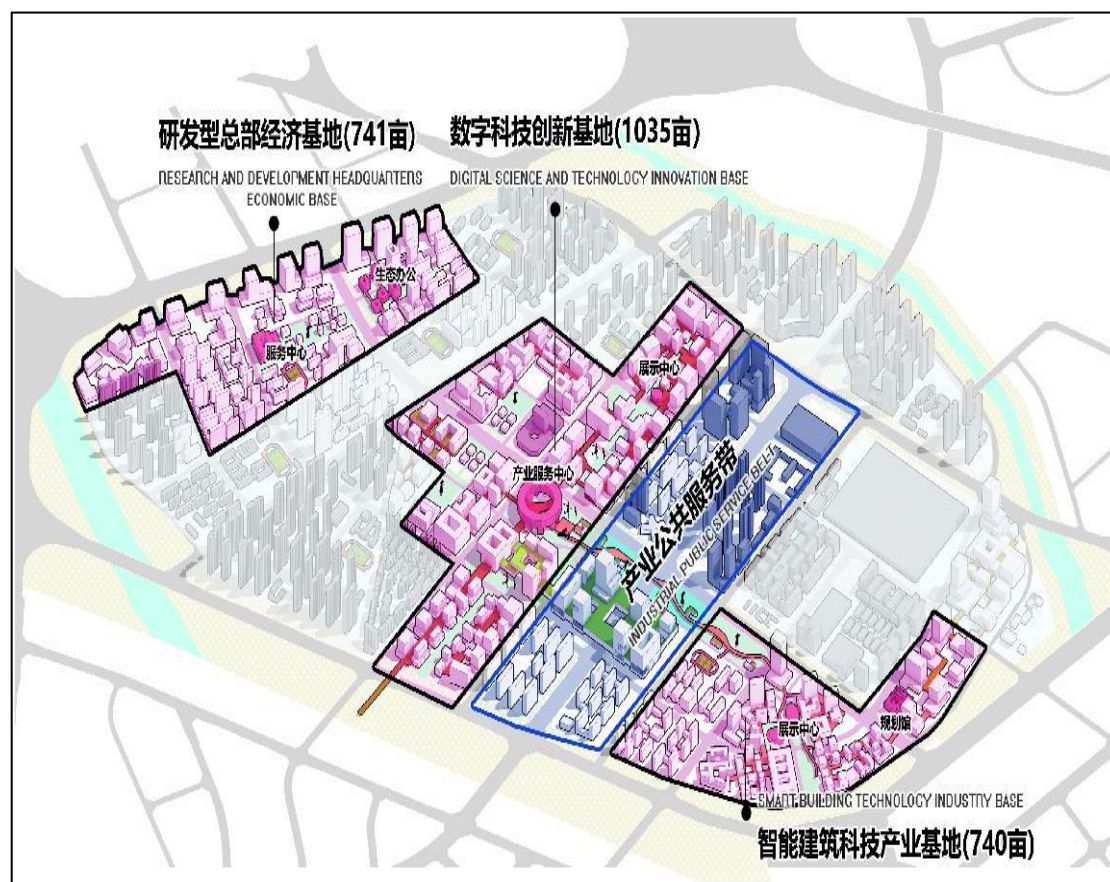 研发型总部经济基地(741亩)
RESEARCH AND DEVELOPMENT HEADQUARTERS
ECONOMIC BASE
数字科技创新基地(1035亩)
DIGITAL SCIENCE AND TECHNOLOGY INNOVATION BASE
生态办公
服务中心
展示中心
产业服务中心
产业公共服务带
INDUSTRIAL PUBLIC SERVICE BELT
展示中心
规划馆
SMART BUILDING TECHNOLOGY INDUSTRY BASE
智能建筑科技产业基地(740亩)